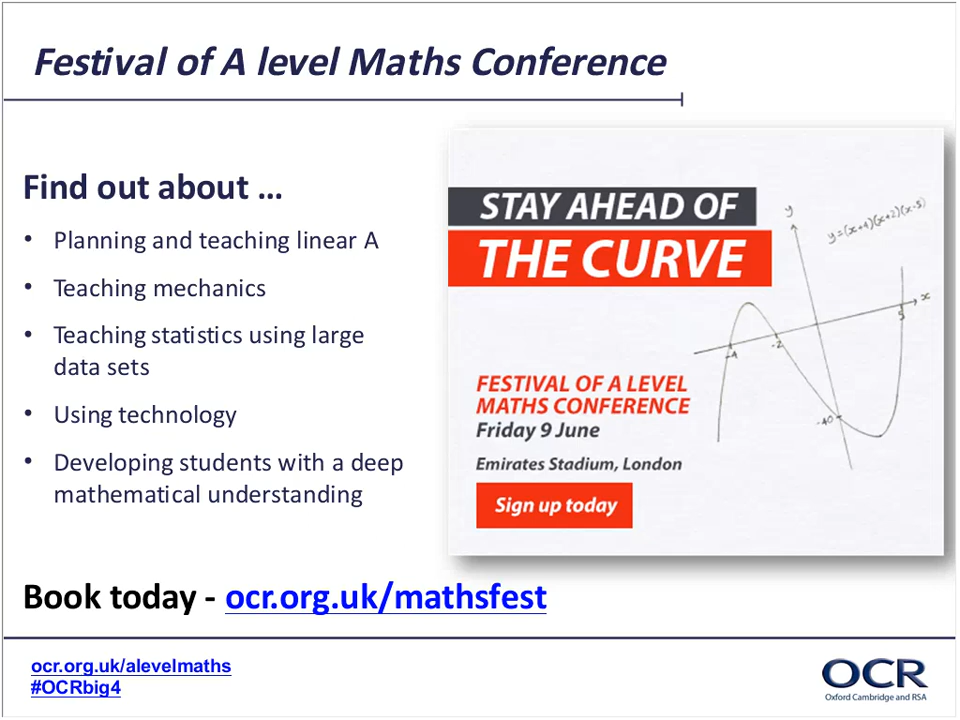 Festival of A level Maths Conference
Find out about …
• Planning and teaching linear A
• Teaching mechanics
• Teaching statistics using large
data sets
• Using technology
• Developing students with a deep
mathematical understanding
STAY AHEAD OF
THE CURVE
y
y=(x+4)(x+2)(x-5)
x
-4
-2
5
-40
FESTIVAL OF A LEVEL
MATHS CONFERENCE
Friday 9 June
Emirates Stadium, London
Sign up today
Book today - ocr.org.uk/mathsfest
ocr.org.uk/alevelmaths
#OCRbig4
OCR
Oxford Cambridge and RSA